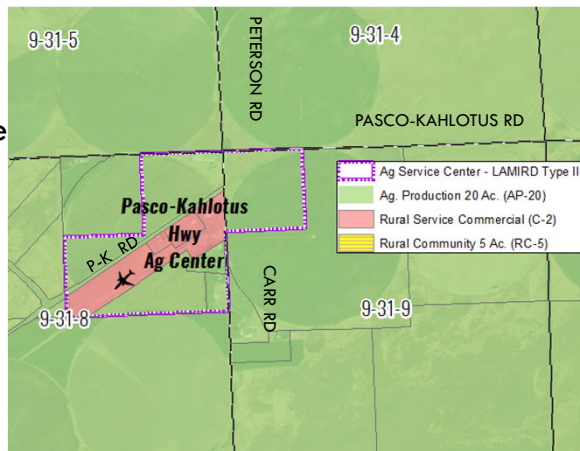 9-31-5
PETERSON RD
9-31-4
e
PASCO-KAHLOTUS RD
Ag Service Center - LAMIRD Type II
Ag. Production 20 Ac. (AP-20)
Rural Service Commercial (C-2)
Rural Community 5 Ac. (RC-5)
Pasco-Kahlotus
Hwy
Ag Center
P-K RD
CARR RD
9-31-8
9-31-9